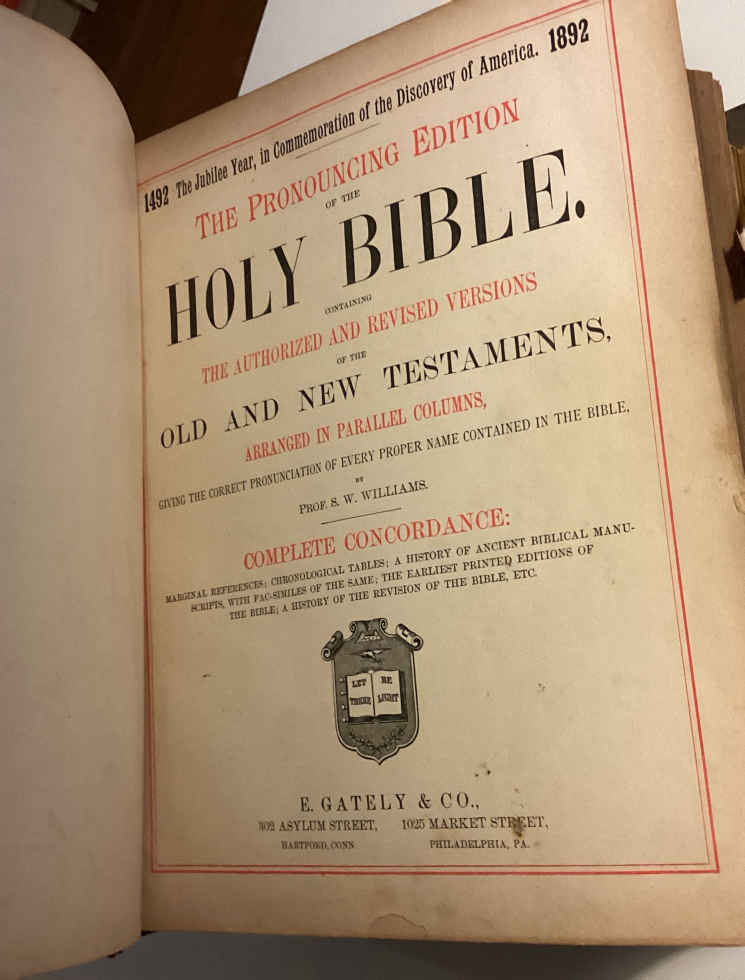 1492 The Jubilee Year, in Commemoration of the Discovery of America. 1892
THE PRONOUNCING EDITION
OF THE
HOLY BIBLE.
CONTAINING
THE AUTHORIZED AND REVISED VERSIONS
OF THE
OLD AND NEW TESTAMENTS,
ARRANGED IN PARALLEL COLUMNS,
GIVING THE CORRECT PRONUNCIATION OF EVERY PROPER NAME CONTAINED IN THE BIBLE,
BY
PROF. S. W. WILLIAMS.
COMPLETE CONCORDANCE:
MARGINAL REFERENCES; CHRONOLOGICAL TABLES; A HISTORY OF ANCIENT BIBLICAL MANU-
SCRIPTS, WITH FAC-SIMILES OF THE SAME; THE EARLIEST PRINTED EDITIONS OF
THE BIBLE; A HISTORY OF THE REVISION OF THE BIBLE, ETC.
LET BE
THERE LIGHT
E. GATELY & CO.,
302 ASYLUM STREET, 1025 MARKET STREET,
HARTFORD, CONN PHILADELPHIA, PA.